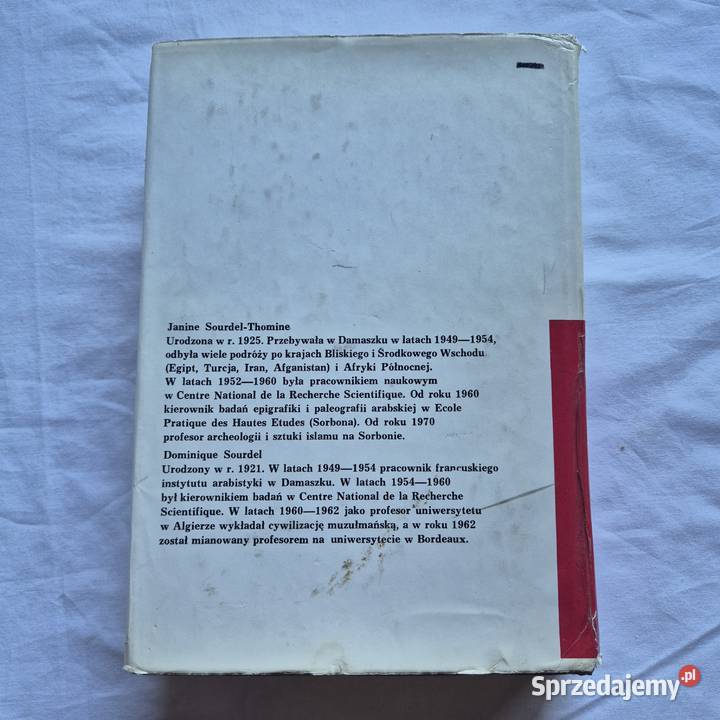 Janine Sourdel-Thomine
Urodzona w r. 1925. Przebywała w Damaszku w latach 1949—1954,
odbyła wiele podróży po krajach Bliskiego i Środkowego Wschodu
(Egipt, Turcja, Iran, Afganistan) i Afryki Północnej.
W latach 1952—1960 była pracownikiem naukowym
w Centre National de la Recherche Scientifique. Od roku 1960
kierownik badań epigrafiki i paleografii arabskiej w Ecole
Pratique des Hautes Etudes (Sorbona). Od roku 1970
profesor archeologii i sztuki islamu na Sorbonie.
Dominique Sourdel
Urodzony w r. 1921. W latach 1949—1954 pracownik francuskiego
instytutu arabistyki w Damaszku. W latach 1954—1960
był kierownikiem badań w Centre National de la Recherche
Scientifique. W latach 1960—1962 jako profesor uniwersytetu
w Algierze wykładał cywilizację muzułmańską, a w roku 1962
został mianowany profesorem na uniwersytecie w Bordeaux.
Sprzedajemy.pl